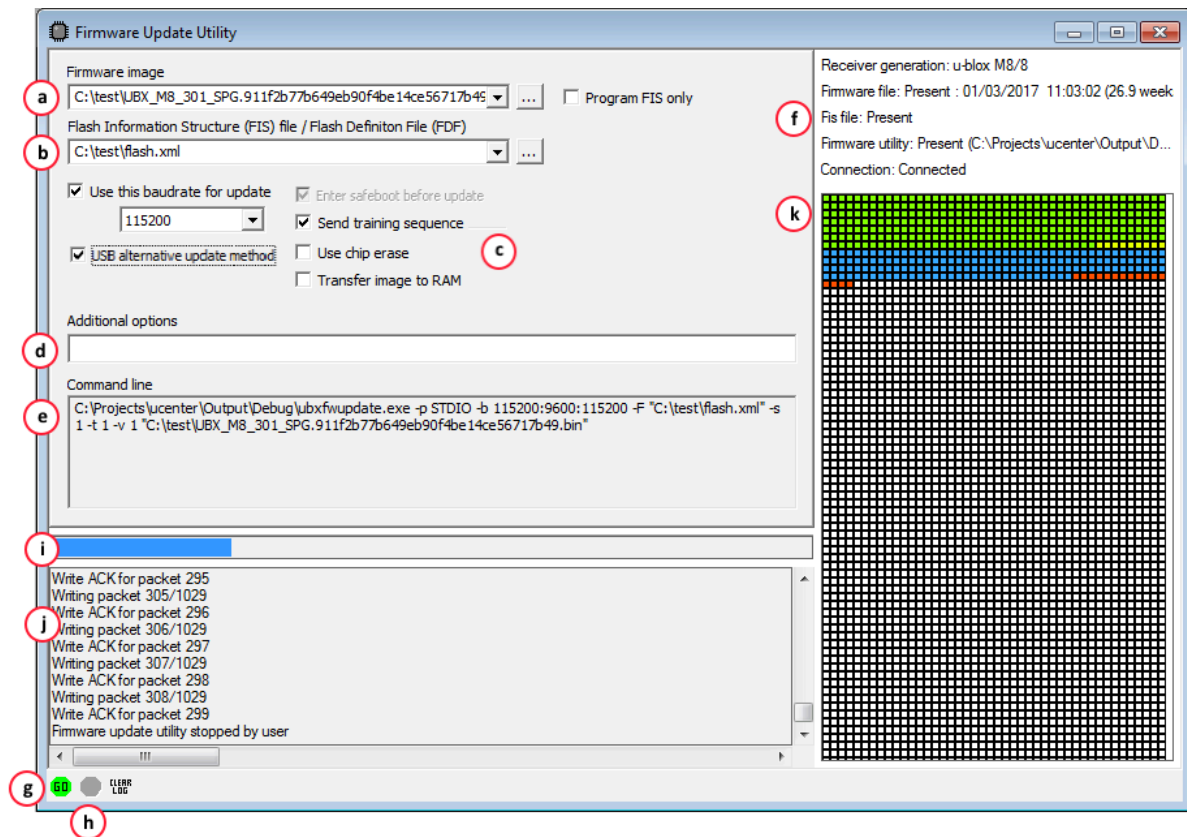 Firmware Update Utility
Firmware image
a
C:\test\UBX_M8_301_SPG.911f2b77b649eb90f4be14ce56717b49
...
Program FIS only
Flash Information Structure (FIS) file / Flash Definiton File (FDF)
b
C:\test\flash.xml
...
Use this baudrate for update
Enter safeboot before update
115200
Send training sequence
USB alternative update method
Use chip erase
c
Transfer image to RAM
Additional options
d
Command line
e
C:\Projects\ucenter\Output\Debug\ubxfwupdate.exe -p STDIO -b 115200:9600:115200 -F "C:\test\flash.xml" -s
1 -t 1 -v 1 "C:\test\UBX_M8_301_SPG.911f2b77b649eb90f4be14ce56717b49.bin"
i
Write ACK for packet 295
Writing packet 305/1029
Write ACK for packet 296
j
Writing packet 306/1029
Write ACK for packet 297
Writing packet 307/1029
Write ACK for packet 298
Writing packet 308/1029
Write ACK for packet 299
Firmware update utility stopped by user
g
GO
CLEAR
LOG
h
Receiver generation: u-blox M8/8
Firmware file: Present : 01/03/2017 11:03:02 (26.9 week
f
Fis file: Present
Firmware utility: Present (C:\Projects\ucenter\Output\D...
Connection: Connected
k